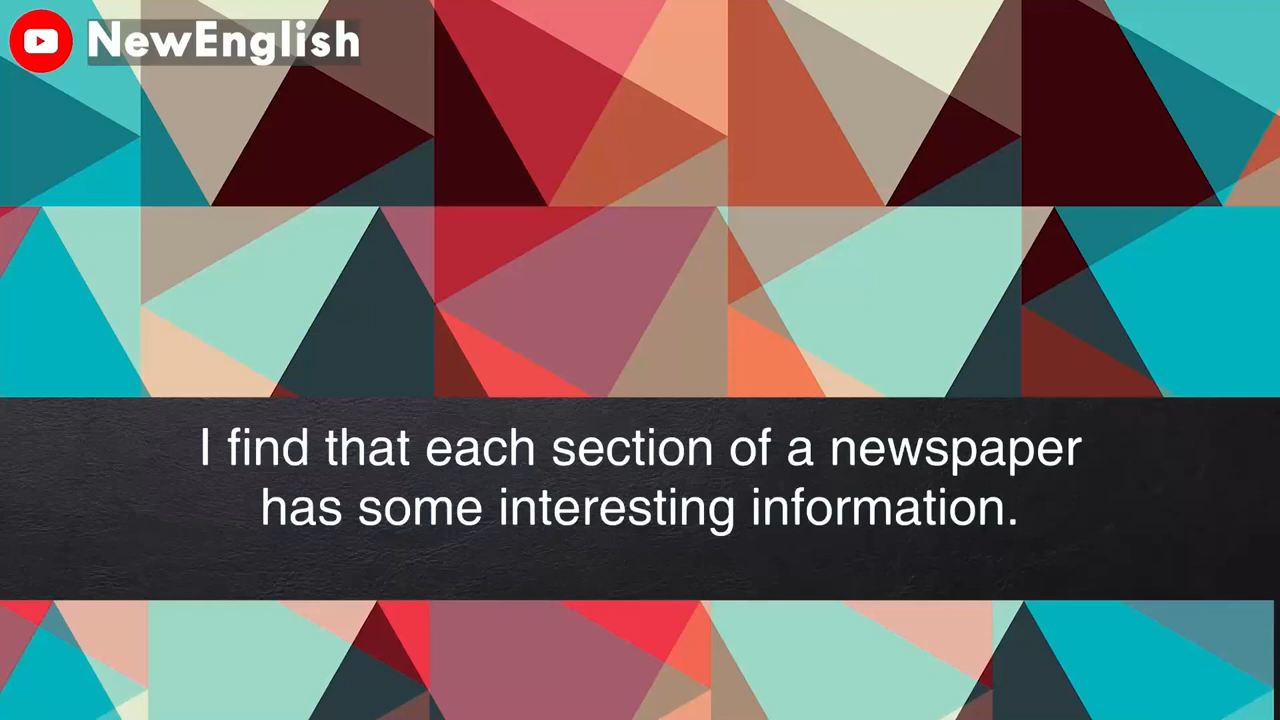 NewEnglish
I find that each section of a newspaper
has some interesting information.